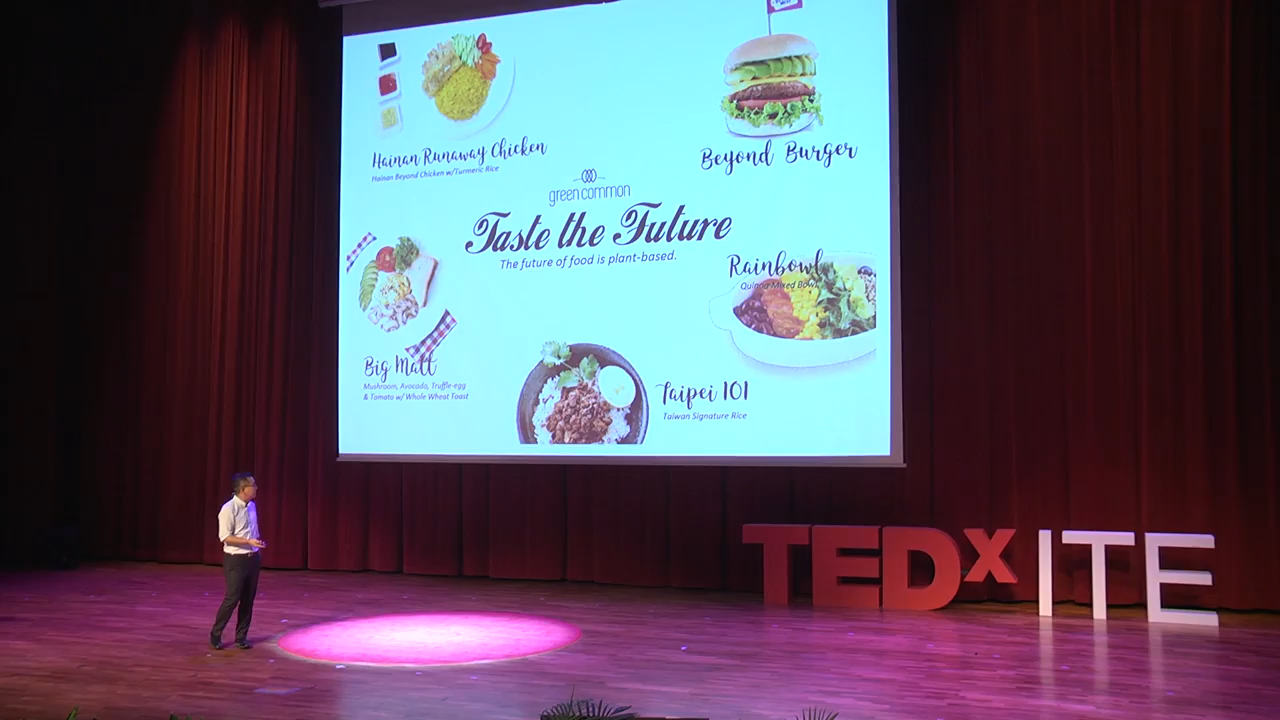 Hainan Runaway Chicken
Hainan Beyond Chicken w/Turmeric Rice
Beyond Burger
green common
Taste the Future
The future of food is plant-based.
Rainbowl
Quinoa Mixed Bowl
Big Matt
Mushroom, Avocado, Truffle-egg
& Tomato w/ Whole Wheat Toast
Taipei 101
Taiwan Signature Rice
TEDx ITE